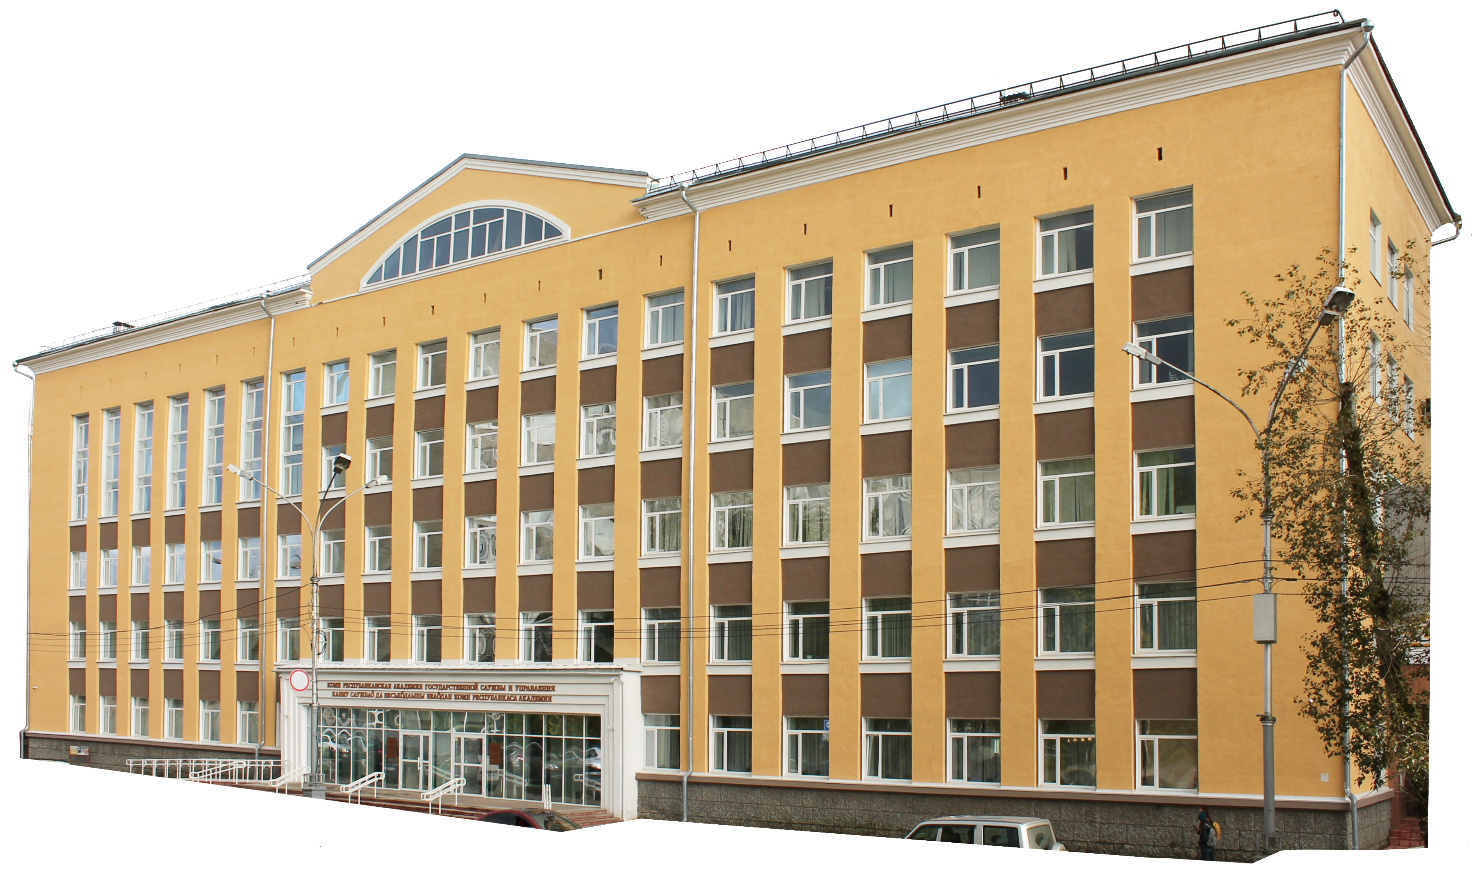 КОМИ РЕСПУБЛИКАНСКАЯ АКАДЕМИЯ ГОСУДАРСТВЕННОЙ СЛУЖБЫ И УПРАВЛЕНИЯ
КАНМУ СЛУЖБАӦ ДА ВЕСЬКӦДЛЫНЫ ВЕЛӦДАН КОМИ РЕСПУБЛИКАСА АКАДЕМИЯ